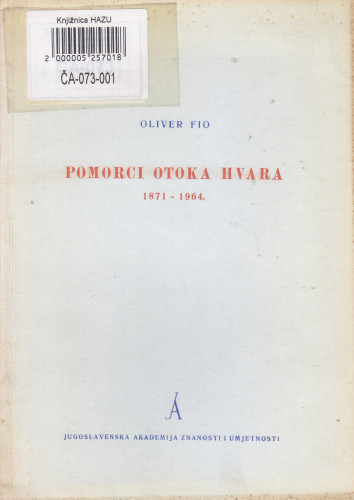 Knjižnica HAZU
2 000005 257018
ČA-073-001
OLIVER FIO
POMORCI OTOKA HVARA
1871 - 1964.
A
JUGOSLAVENSKA AKADEMIJA ZNANOSTI I UMJETNOSTI